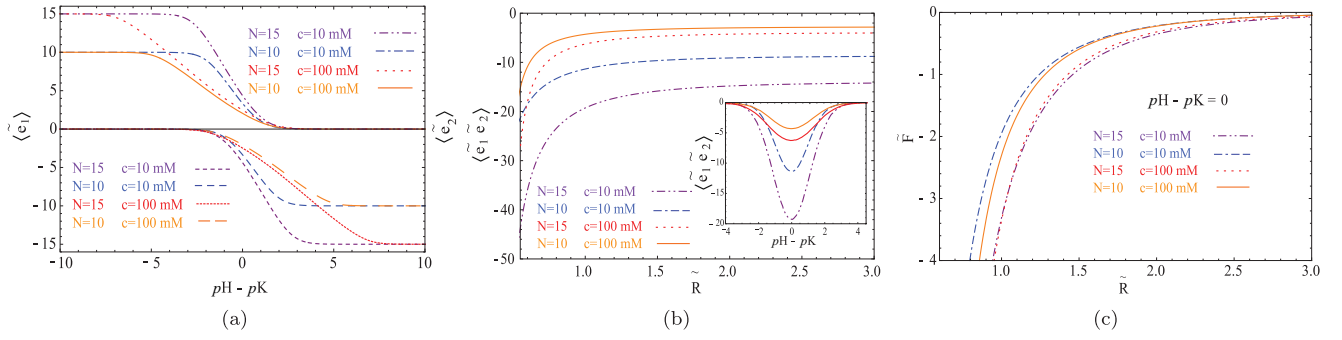 15
10
5
0
-5
-10
-15
-10
-5
0
5
10
⟨ẽ₁⟩
⟨ẽ₂⟩
pH - pK
N=15 c=10 mM
N=10 c=10 mM
N=15 c=100 mM
N=10 c=100 mM
N=15 c=10 mM
N=10 c=10 mM
N=15 c=100 mM
N=10 c=100 mM
(a)
0
-10
-20
-30
-40
-50
1.0
1.5
2.0
2.5
3.0
⟨ẽ₁ ẽ₂⟩
R̃
N=15 c=10 mM
N=10 c=10 mM
N=15 c=100 mM
N=10 c=100 mM
0
-5
-10
-15
-20
-4
-2
0
2
4
⟨ẽ₁ ẽ₂⟩
pH - pK
(b)
0
-1
-2
-3
-4
1.0
1.5
2.0
2.5
3.0
F̃
R̃
pH - pK = 0
N=15 c=10 mM
N=10 c=10 mM
N=15 c=100 mM
N=10 c=100 mM
(c)